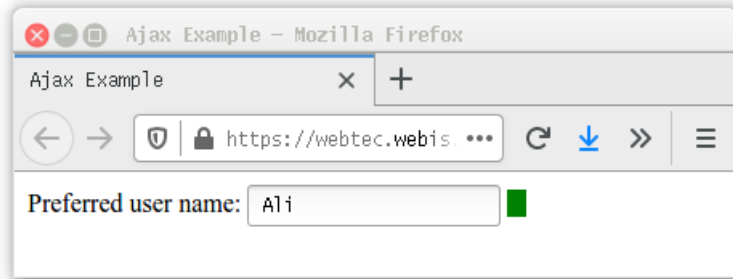 Ajax Example – Mozilla Firefox
Ajax Example
https://webtec.webis.
Preferred user name: Ali